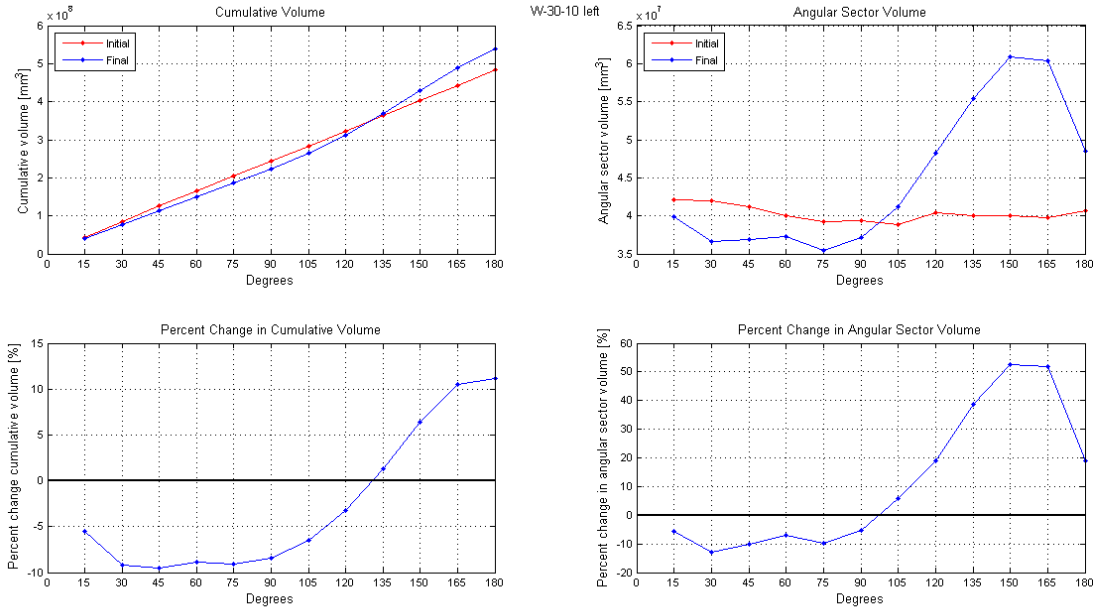 W-30-10 left
Cumulative Volume
× 10^8
Cumulative volume [mm³]
6
5
4
3
2
1
0
Initial
Final
0 15 30 45 60 75 90 105 120 135 150 165 180
Degrees
Angular Sector Volume
× 10^7
Angular sector volume [mm³]
6.5
6
5.5
5
4.5
4
3.5
Initial
Final
0 15 30 45 60 75 90 105 120 135 150 165 180
Degrees
Percent Change in Cumulative Volume
Percent change cumulative volume [%]
15
10
5
0
-5
-10
0 15 30 45 60 75 90 105 120 135 150 165 180
Degrees
Percent Change in Angular Sector Volume
Percent change in angular sector volume [%]
60
50
40
30
20
10
0
-10
-20
0 15 30 45 60 75 90 105 120 135 150 165 180
Degrees